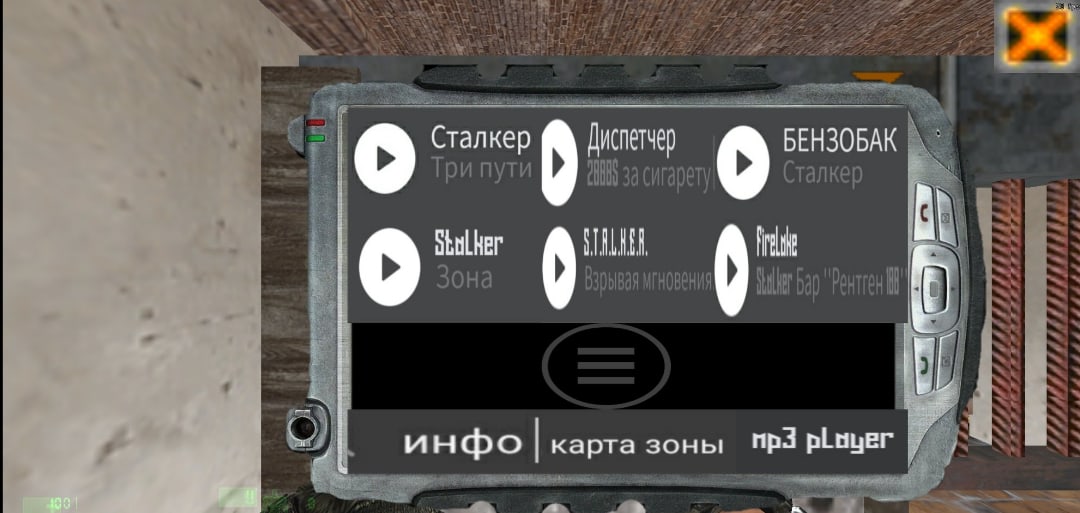 Сталкер
Три пути
Диспетчер
2000$ за сигарету
БЕНЗОБАК
Сталкер
Stalker
Зона
S.T.A.L.K.E.R.
Взрывая мгновения
Firelake
Stalker Бар "Рентген 100"
инфо
карта зоны
mp3 player
100